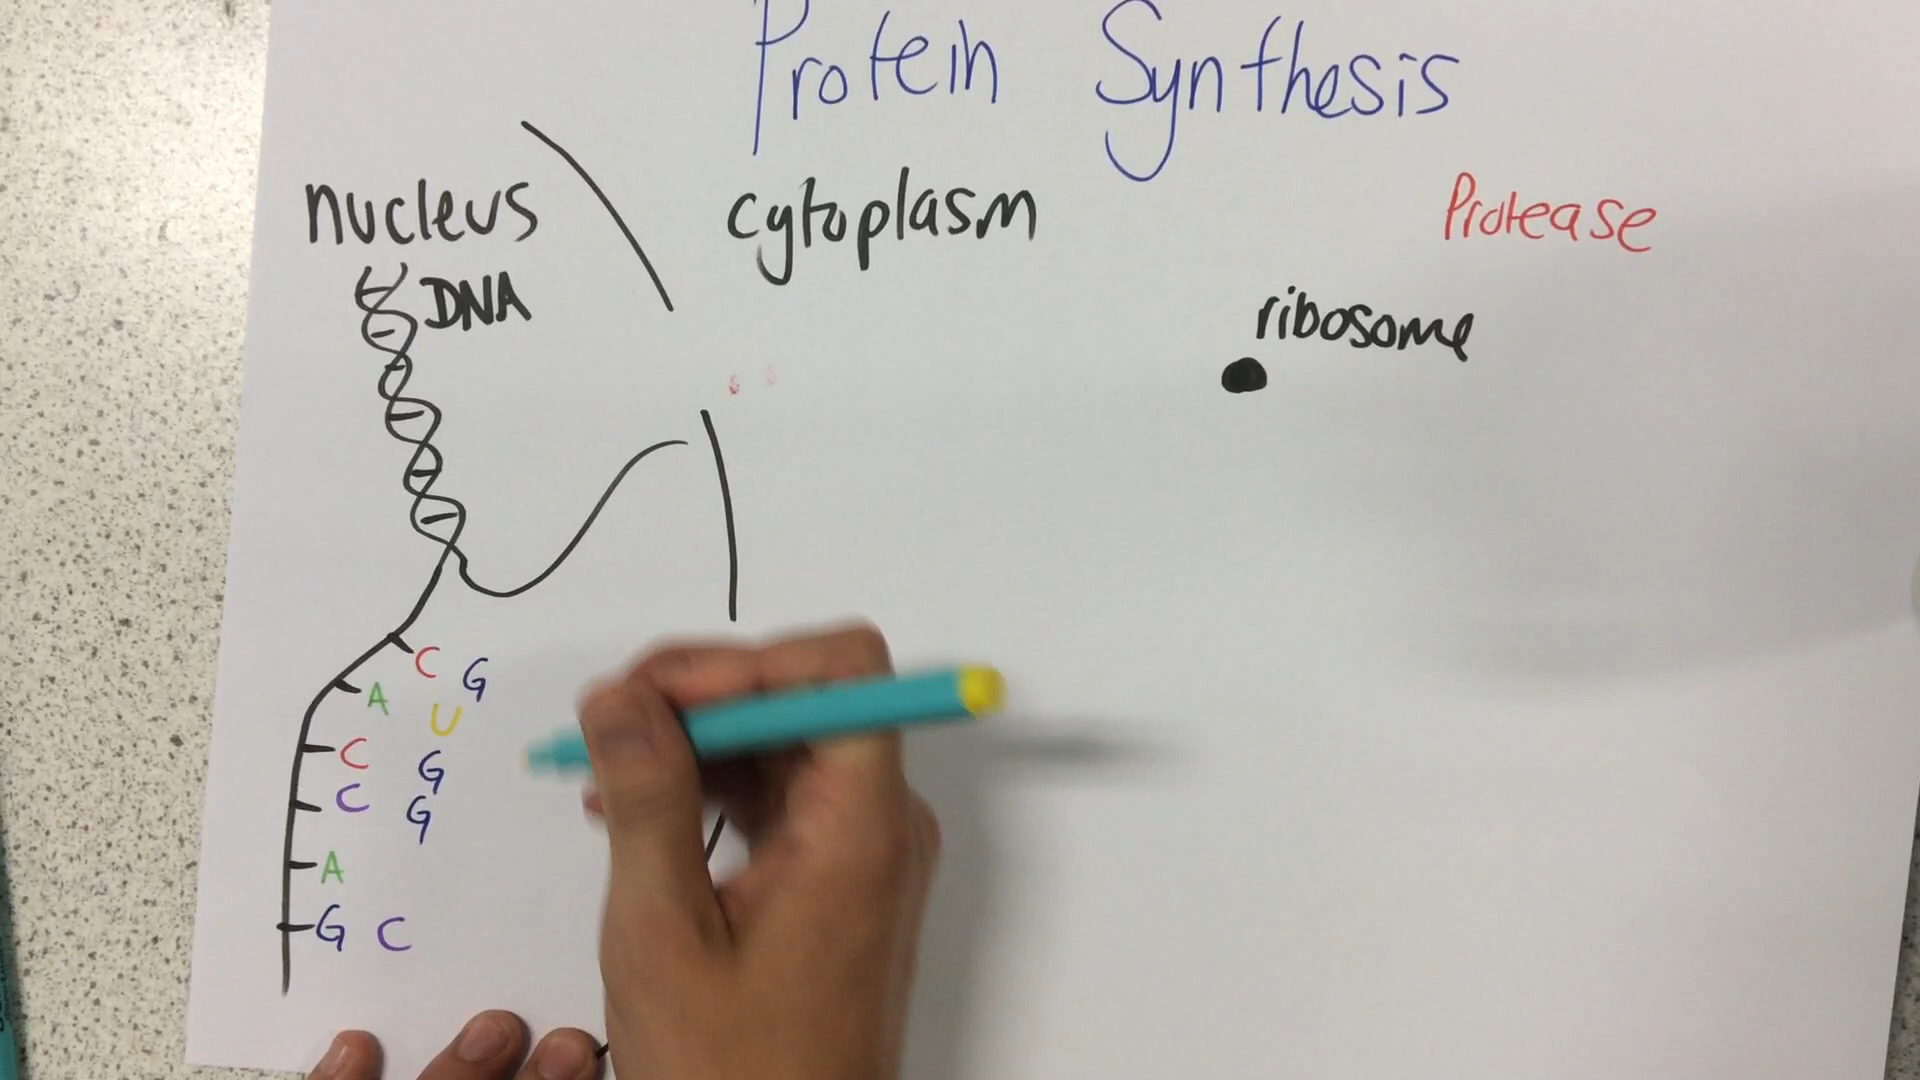 Protein Synthesis
nucleus
cytoplasm
Protease
DNA
ribosome
C G
A U
C G
C G
A
G C